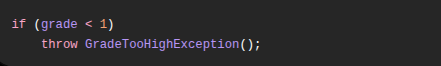 if (grade < 1)
    throw GradeTooHighException();